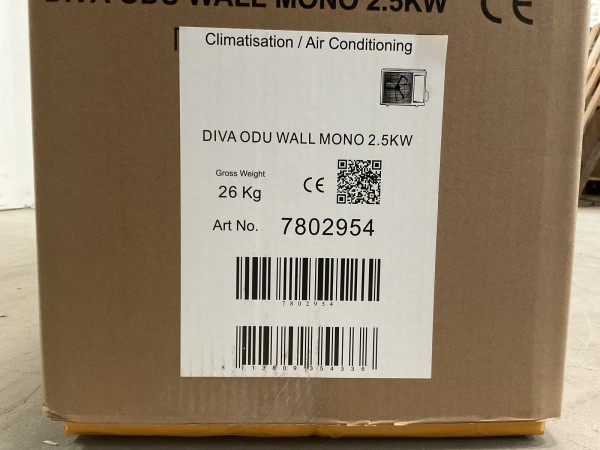 DIVA ODU WALL MONO 2.5KW CE
Climatisation / Air Conditioning
DIVA ODU WALL MONO 2.5KW
Gross Weight
26 Kg
CE
Art No. 7802954
7802954